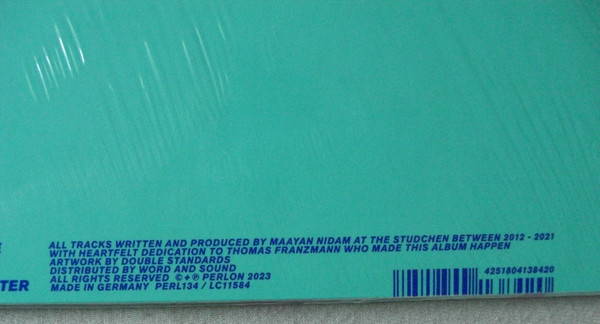 E
TER
ALL TRACKS WRITTEN AND PRODUCED BY MAAYAN NIDAM AT THE STUDCHEN BETWEEN 2012 - 2021
WITH HEARTFELT DEDICATION TO THOMAS FRANZMANN WHO MADE THIS ALBUM HAPPEN
ARTWORK BY DOUBLE STANDARDS
DISTRIBUTED BY WORD AND SOUND
ALL RIGHTS RESERVED ©+℗ PERLON 2023
MADE IN GERMANY PERL134 / LC11584
4251804138420